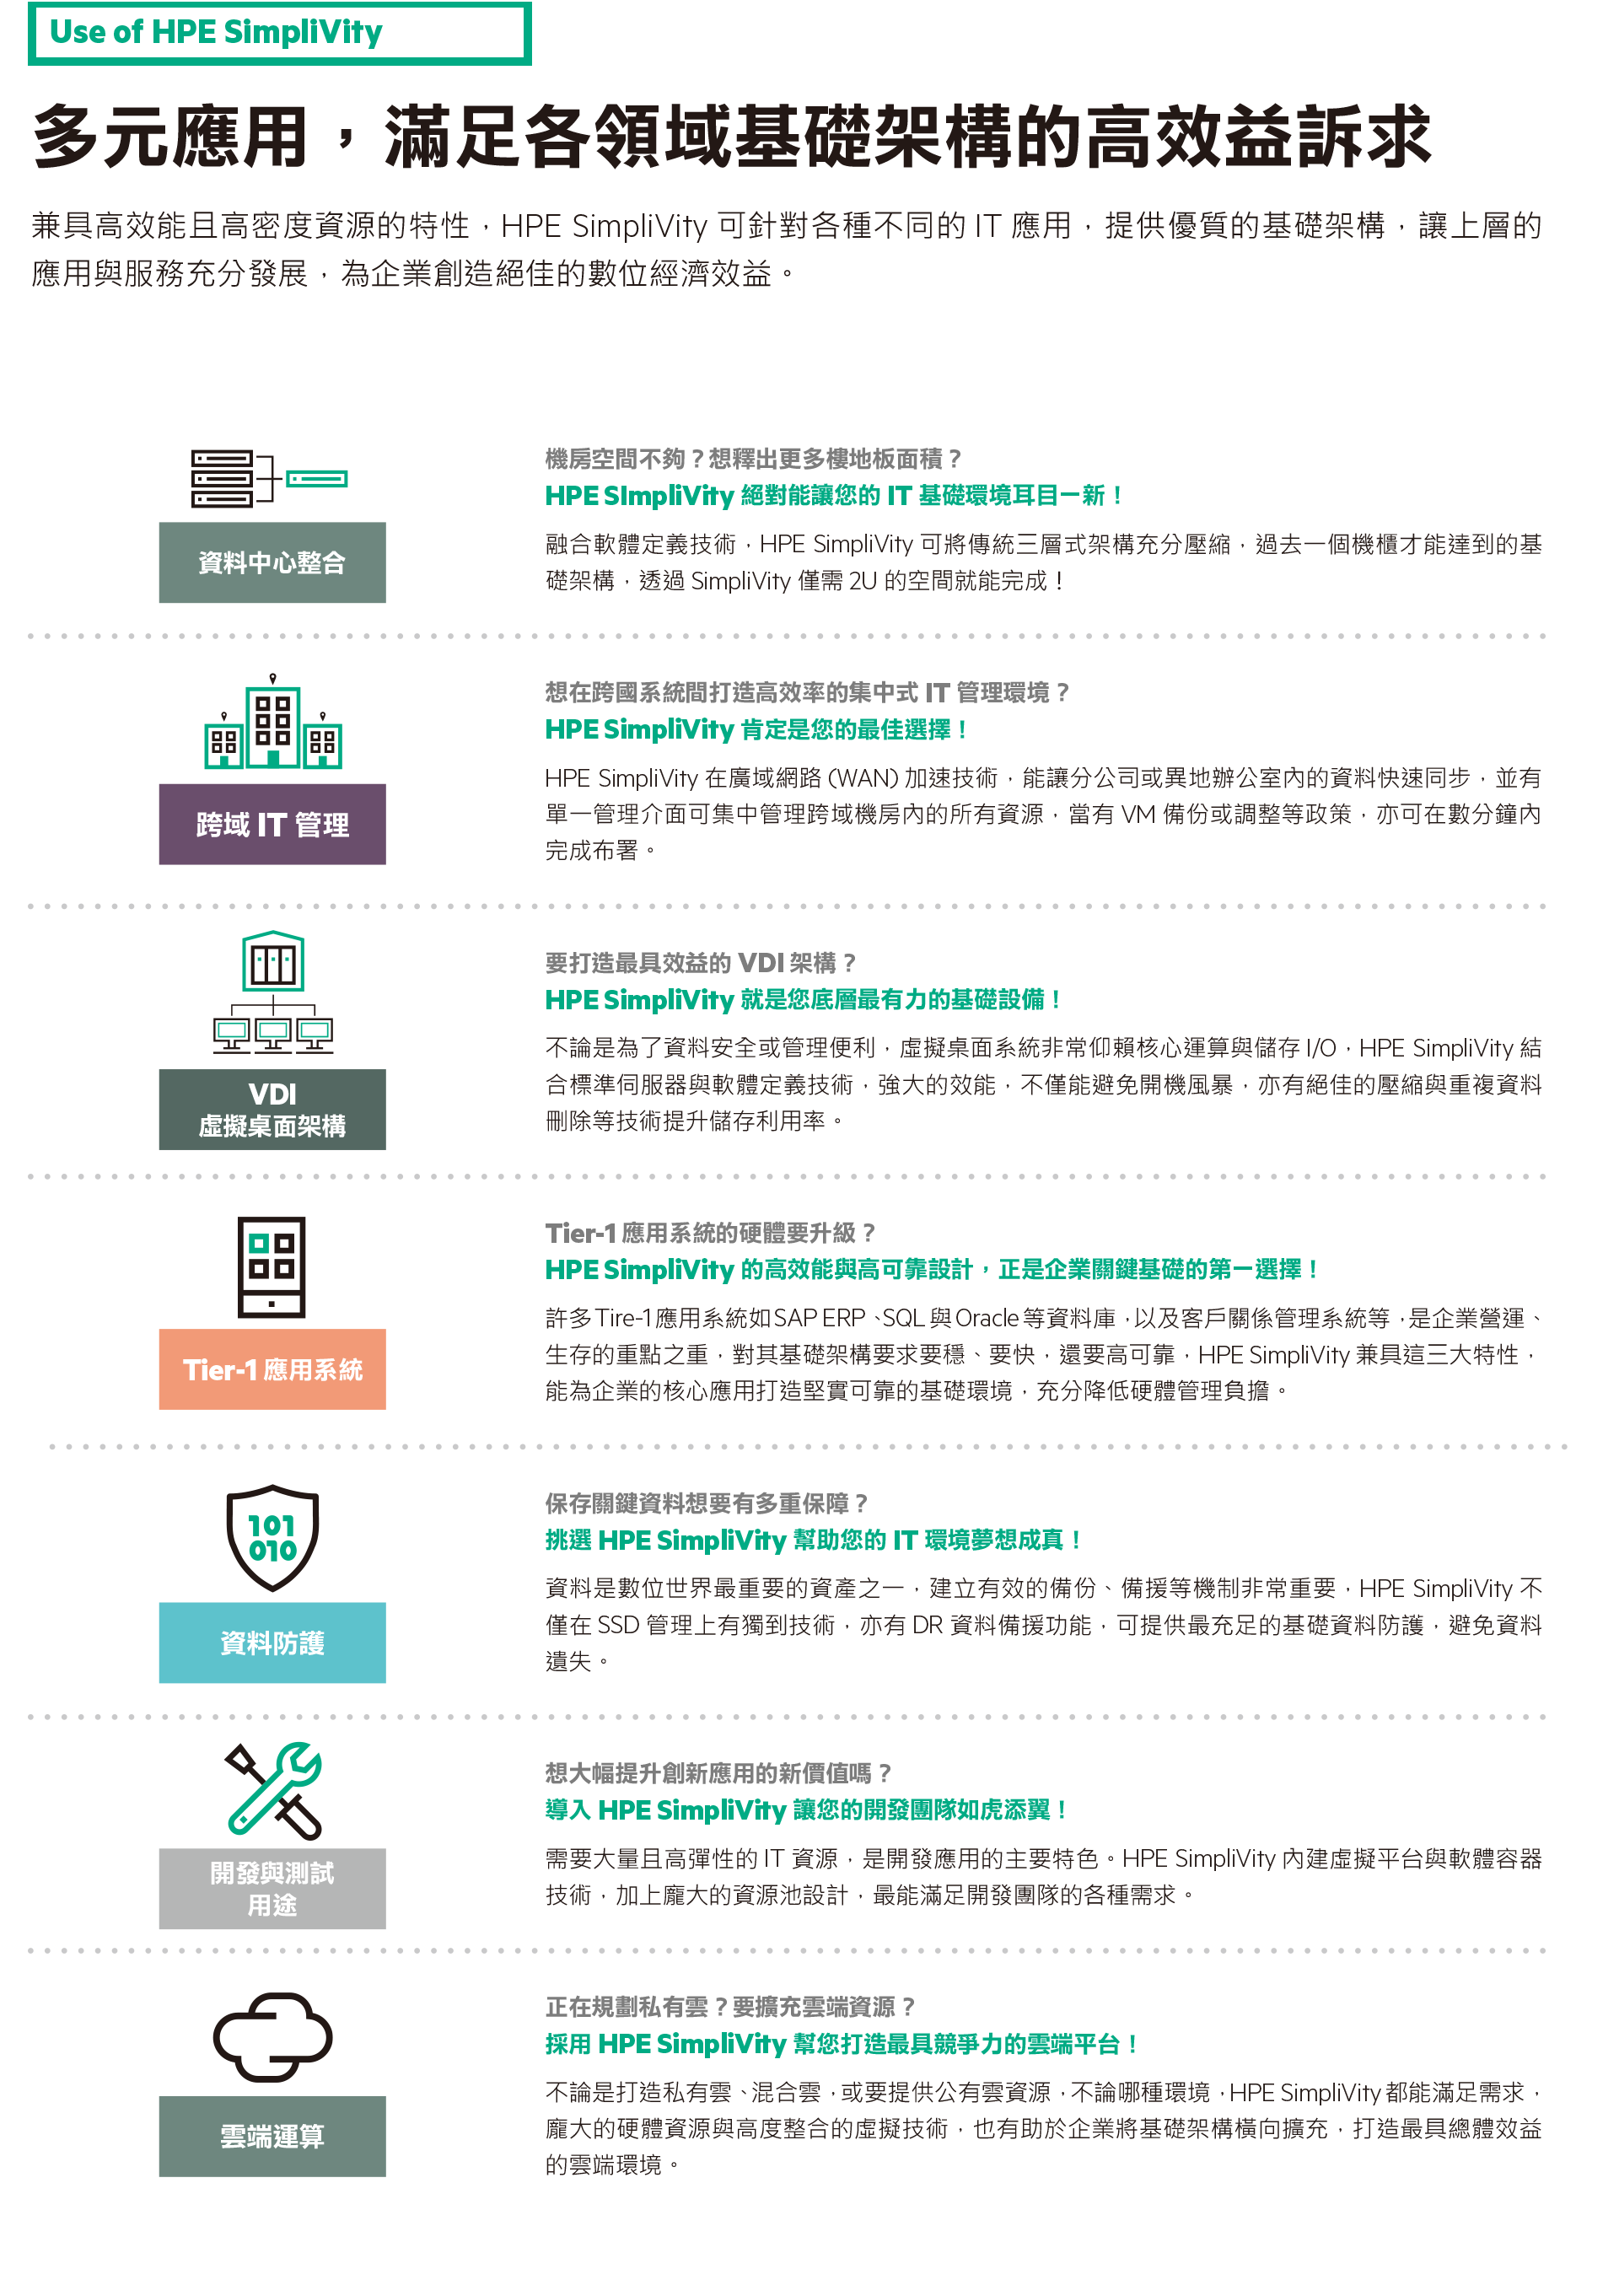 Use of HPE SimpliVity
多元應用，滿足各領域基礎架構的高效益訴求
兼具高效能且高密度資源的特性，HPE SimpliVity 可針對各種不同的 IT 應用，提供優質的基礎架構，讓上層的
應用與服務充分發展，為企業創造絕佳的數位經濟效益。
機房空間不夠？想釋出更多樓地板面積？
HPE SImpliVity 絕對能讓您的 IT 基礎環境耳目一新！
資料中心整合
融合軟體定義技術，HPE SimpliVity 可將傳統三層式架構充分壓縮，過去一個機櫃才能達到的基
礎架構，透過 SimpliVity 僅需 2U 的空間就能完成！
想在跨國系統間打造高效率的集中式 IT 管理環境？
HPE SimpliVity 肯定是您的最佳選擇！
跨域 IT 管理
HPE SimpliVity 在廣域網路 (WAN) 加速技術，能讓分公司或異地辦公室內的資料快速同步，並有
單一管理介面可集中管理跨域機房內的所有資源，當有 VM 備份或調整等政策，亦可在數分鐘內
完成布署。
要打造最具效益的 VDI 架構？
HPE SimpliVity 就是您底層最有力的基礎設備！
VDI
虛擬桌面架構
不論是為了資料安全或管理便利，虛擬桌面系統非常仰賴核心運算與儲存 I/O，HPE SimpliVity 結
合標準伺服器與軟體定義技術，強大的效能，不僅能避免開機風暴，亦有絕佳的壓縮與重複資料
刪除等技術提升儲存利用率。
Tier-1 應用系統的硬體要升級？
HPE SimpliVity 的高效能與高可靠設計，正是企業關鍵基礎的第一選擇！
Tier-1 應用系統
許多 Tire-1 應用系統如 SAP ERP、SQL 與 Oracle 等資料庫，以及客戶關係管理系統等，是企業營運、
生存的重點之重，對其基礎架構要求要穩、要快，還要高可靠，HPE SimpliVity 兼具這三大特性，
能為企業的核心應用打造堅實可靠的基礎環境，充分降低硬體管理負擔。
101
010
保存關鍵資料想要有多重保障？
挑選 HPE SimpliVity 幫助您的 IT 環境夢想成真！
資料防護
資料是數位世界最重要的資產之一，建立有效的備份、備援等機制非常重要，HPE SimpliVity 不
僅在 SSD 管理上有獨到技術，亦有 DR 資料備援功能，可提供最充足的基礎資料防護，避免資料
遺失。
想大幅提升創新應用的新價值嗎？
導入 HPE SimpliVity 讓您的開發團隊如虎添翼！
開發與測試
用途
需要大量且高彈性的 IT 資源，是開發應用的主要特色。HPE SimpliVity 內建虛擬平台與軟體容器
技術，加上龐大的資源池設計，最能滿足開發團隊的各種需求。
正在規劃私有雲？要擴充雲端資源？
採用 HPE SimpliVity 幫您打造最具競爭力的雲端平台！
雲端運算
不論是打造私有雲、混合雲，或要提供公有雲資源，不論哪種環境，HPE SimpliVity 都能滿足需求，
龐大的硬體資源與高度整合的虛擬技術，也有助於企業將基礎架構橫向擴充，打造最具總體效益
的雲端環境。